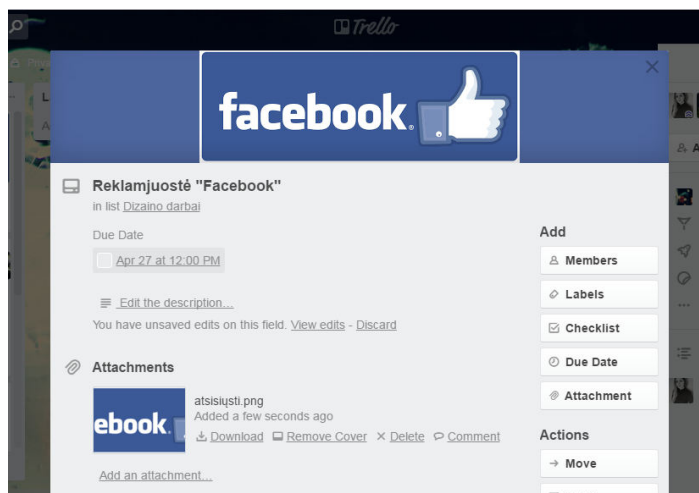 Trello
facebook®
Reklamjuostė "Facebook"
in list Dizaino darbai
Due Date
Apr 27 at 12:00 PM
Edit the description...
You have unsaved edits on this field. View edits - Discard
Attachments
ebook®
atsisiųsti.png
Added a few seconds ago
Download Remove Cover Delete Comment
Add an attachment...
Add
Members
Labels
Checklist
Due Date
Attachment
Actions
Move